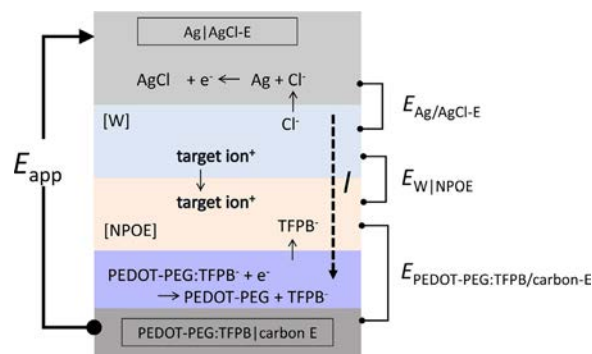 Ag|AgCl-E
AgCl + e⁻ ← Ag + Cl⁻
E_Ag/AgCl-E
[W]
Cl⁻
target ion⁺
E_app
I
E_W|NPOE
target ion⁺
[NPOE]
TFPB⁻
PEDOT-PEG:TFPB⁻ + e⁻
→ PEDOT-PEG + TFPB⁻
E_PEDOT-PEG:TFPB/carbon-E
PEDOT-PEG:TFPB|carbon E